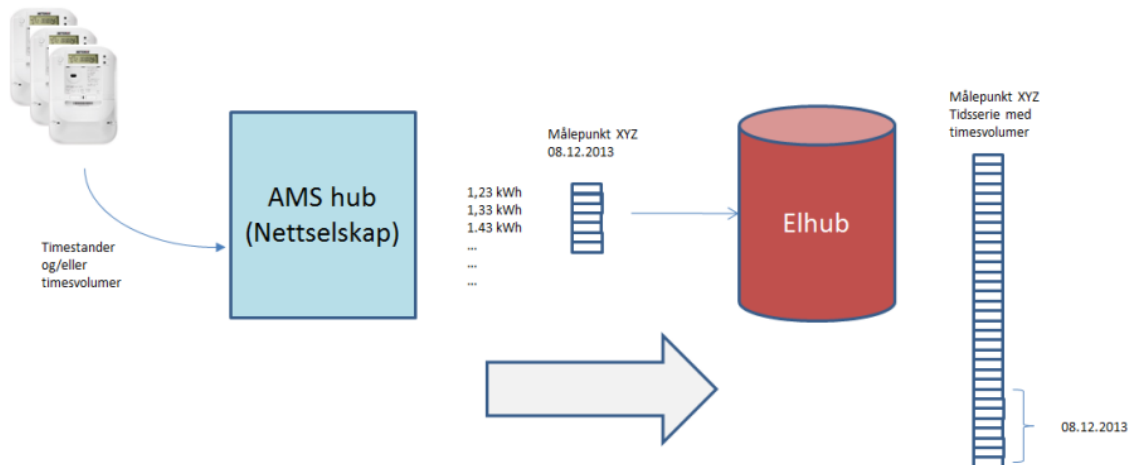 Timestander
og/eller
timesvolumer
AMS hub
(Nettselskap)
Målepunkt XYZ
08.12.2013
1,23 kWh
1,33 kWh
1.43 kWh
...
...
...
Elhub
Målepunkt XYZ
Tidsserie med
timesvolumer
08.12.2013